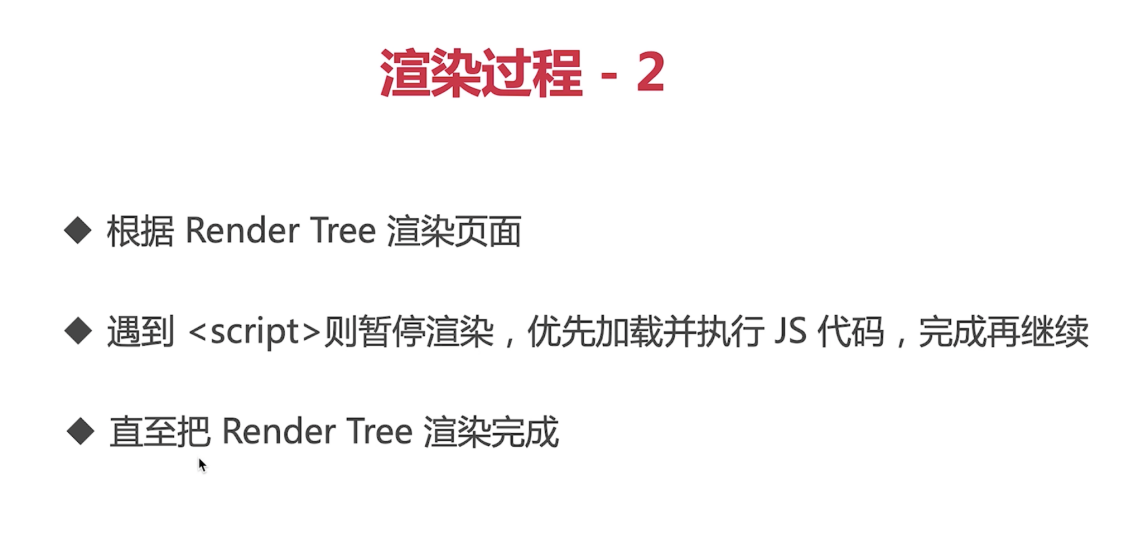 渲染过程 - 2
◆ 根据 Render Tree 渲染页面
◆ 遇到 <script>则暂停渲染，优先加载并执行 JS 代码，完成再继续
◆ 直至把 Render Tree 渲染完成